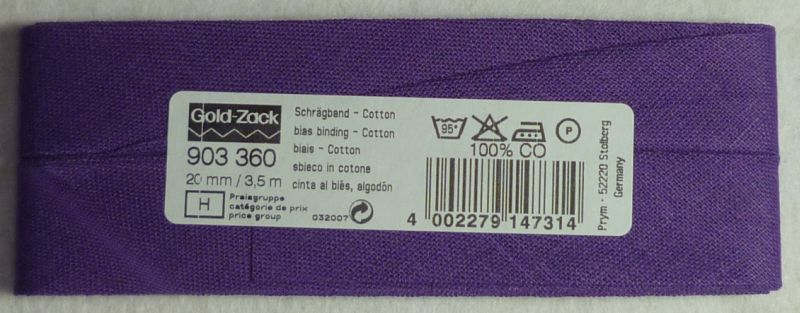 Gold-Zack
903 360
20 mm / 3,5 m
H
Preisgruppe
catégorie de prix
price group
Schrägband - Cotton
bias binding - Cotton
biais - Cotton
sbieco in cotone
cinta al biés, algodón
032007
95°
P
100% CO
4 002279 147314
Prym · 52220 Stolberg
Germany